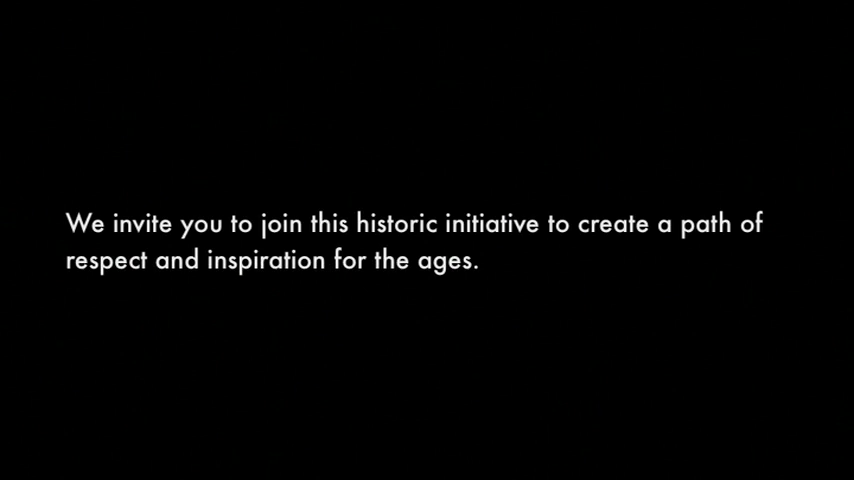 We invite you to join this historic initiative to create a path of
respect and inspiration for the ages.